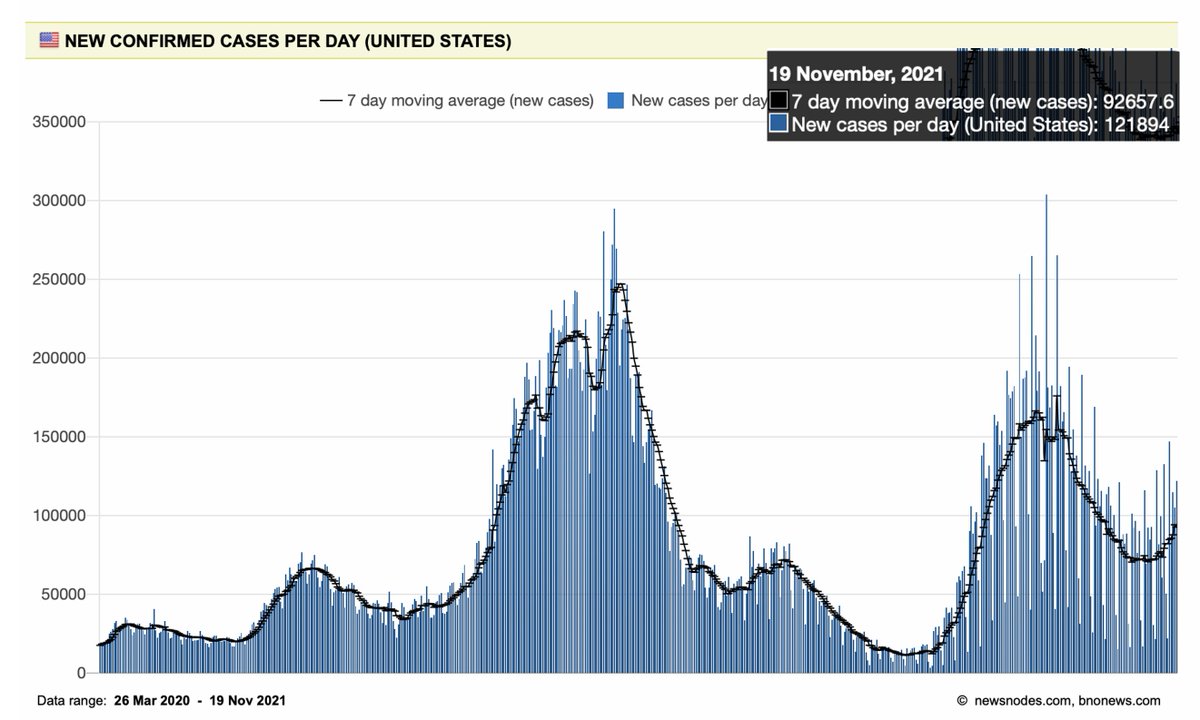 NEW CONFIRMED CASES PER DAY (UNITED STATES)
19 November, 2021
7 day moving average (new cases): 92657.6
New cases per day (United States): 121894
7 day moving average (new cases)
New cases per day
350000
300000
250000
200000
150000
100000
50000
0
Data range: 26 Mar 2020 - 19 Nov 2021
© newsnodes.com, bnonews.com